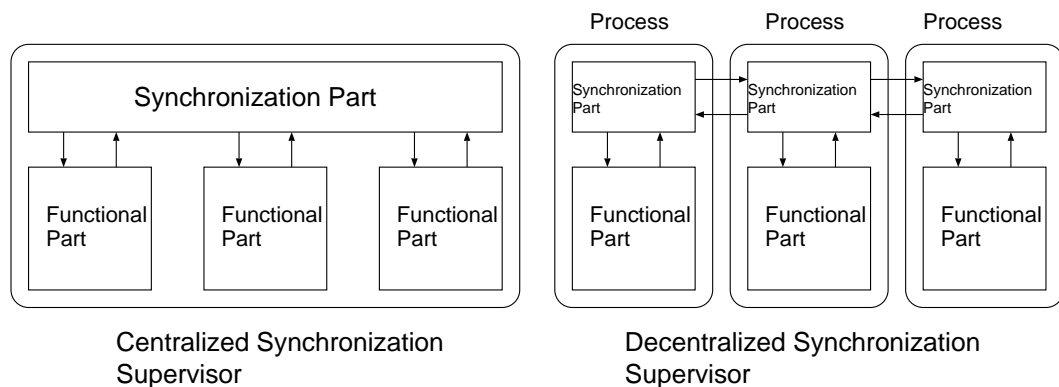 Process
Process
Process
Synchronization Part
Synchronization
Part
Synchronization
Part
Synchronization
Part
Functional
Part
Functional
Part
Functional
Part
Functional
Part
Functional
Part
Functional
Part
Centralized Synchronization
Supervisor
Decentralized Synchronization
Supervisor